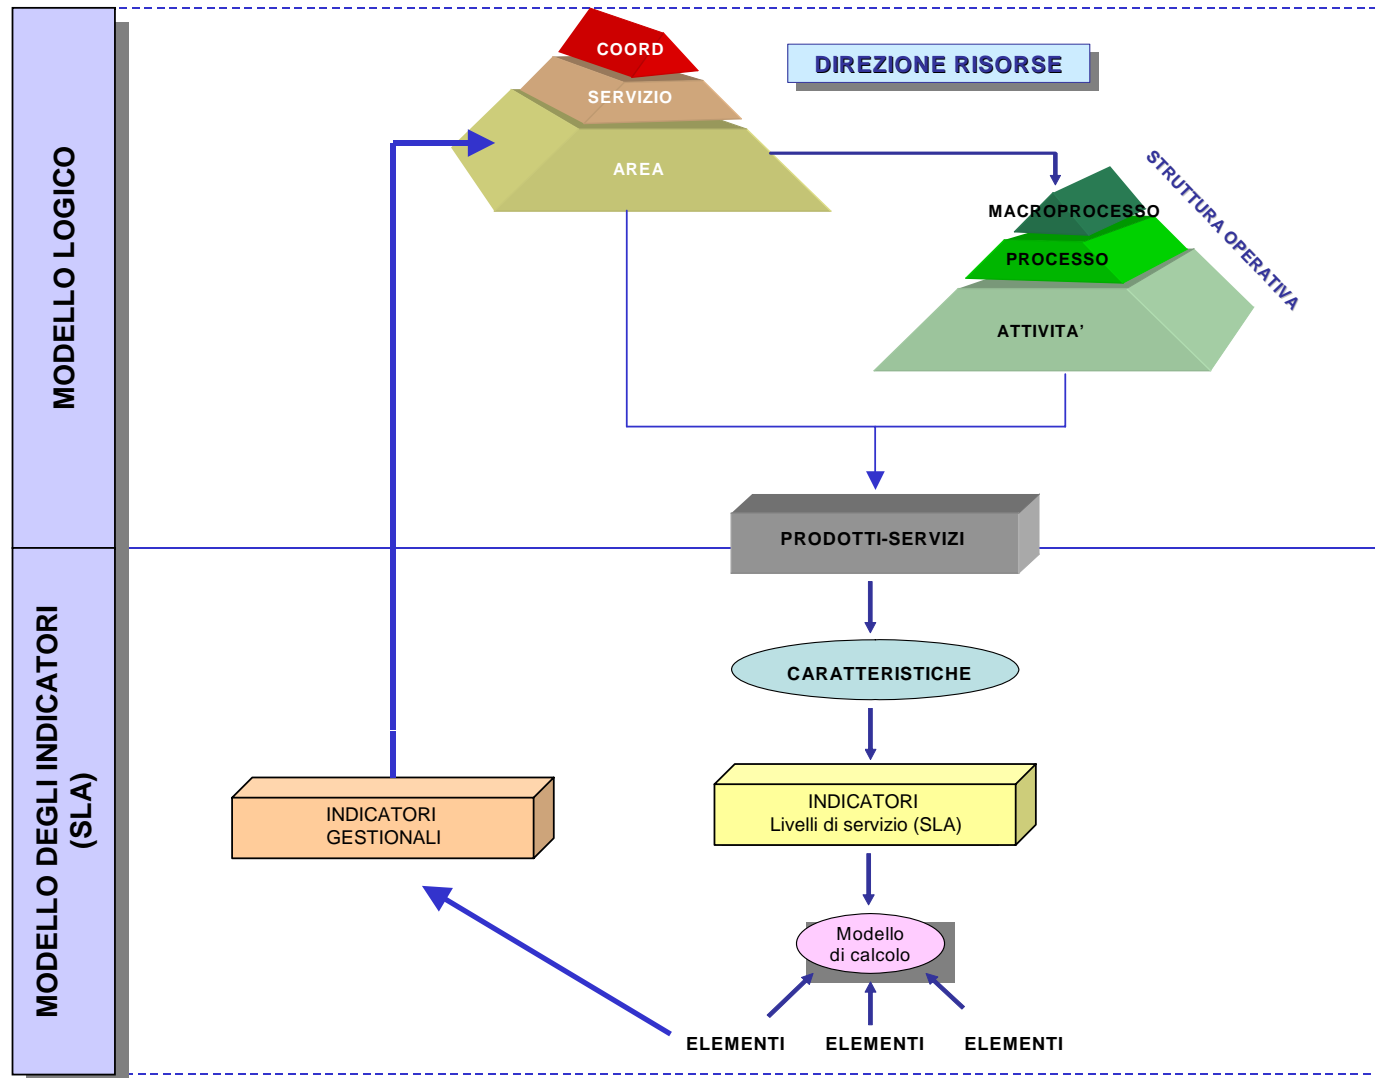 MODELLO LOGICO
COORD
SERVIZIO
AREA
DIREZIONE RISORSE
STRUTTURA OPERATIVA
MACROPROCESSO
PROCESSO
ATTIVITA’
PRODOTTI-SERVIZI
MODELLO DEGLI INDICATORI
(SLA)
CARATTERISTICHE
INDICATORI
GESTIONALI
INDICATORI
Livelli di servizio (SLA)
Modello
di calcolo
ELEMENTI ELEMENTI ELEMENTI